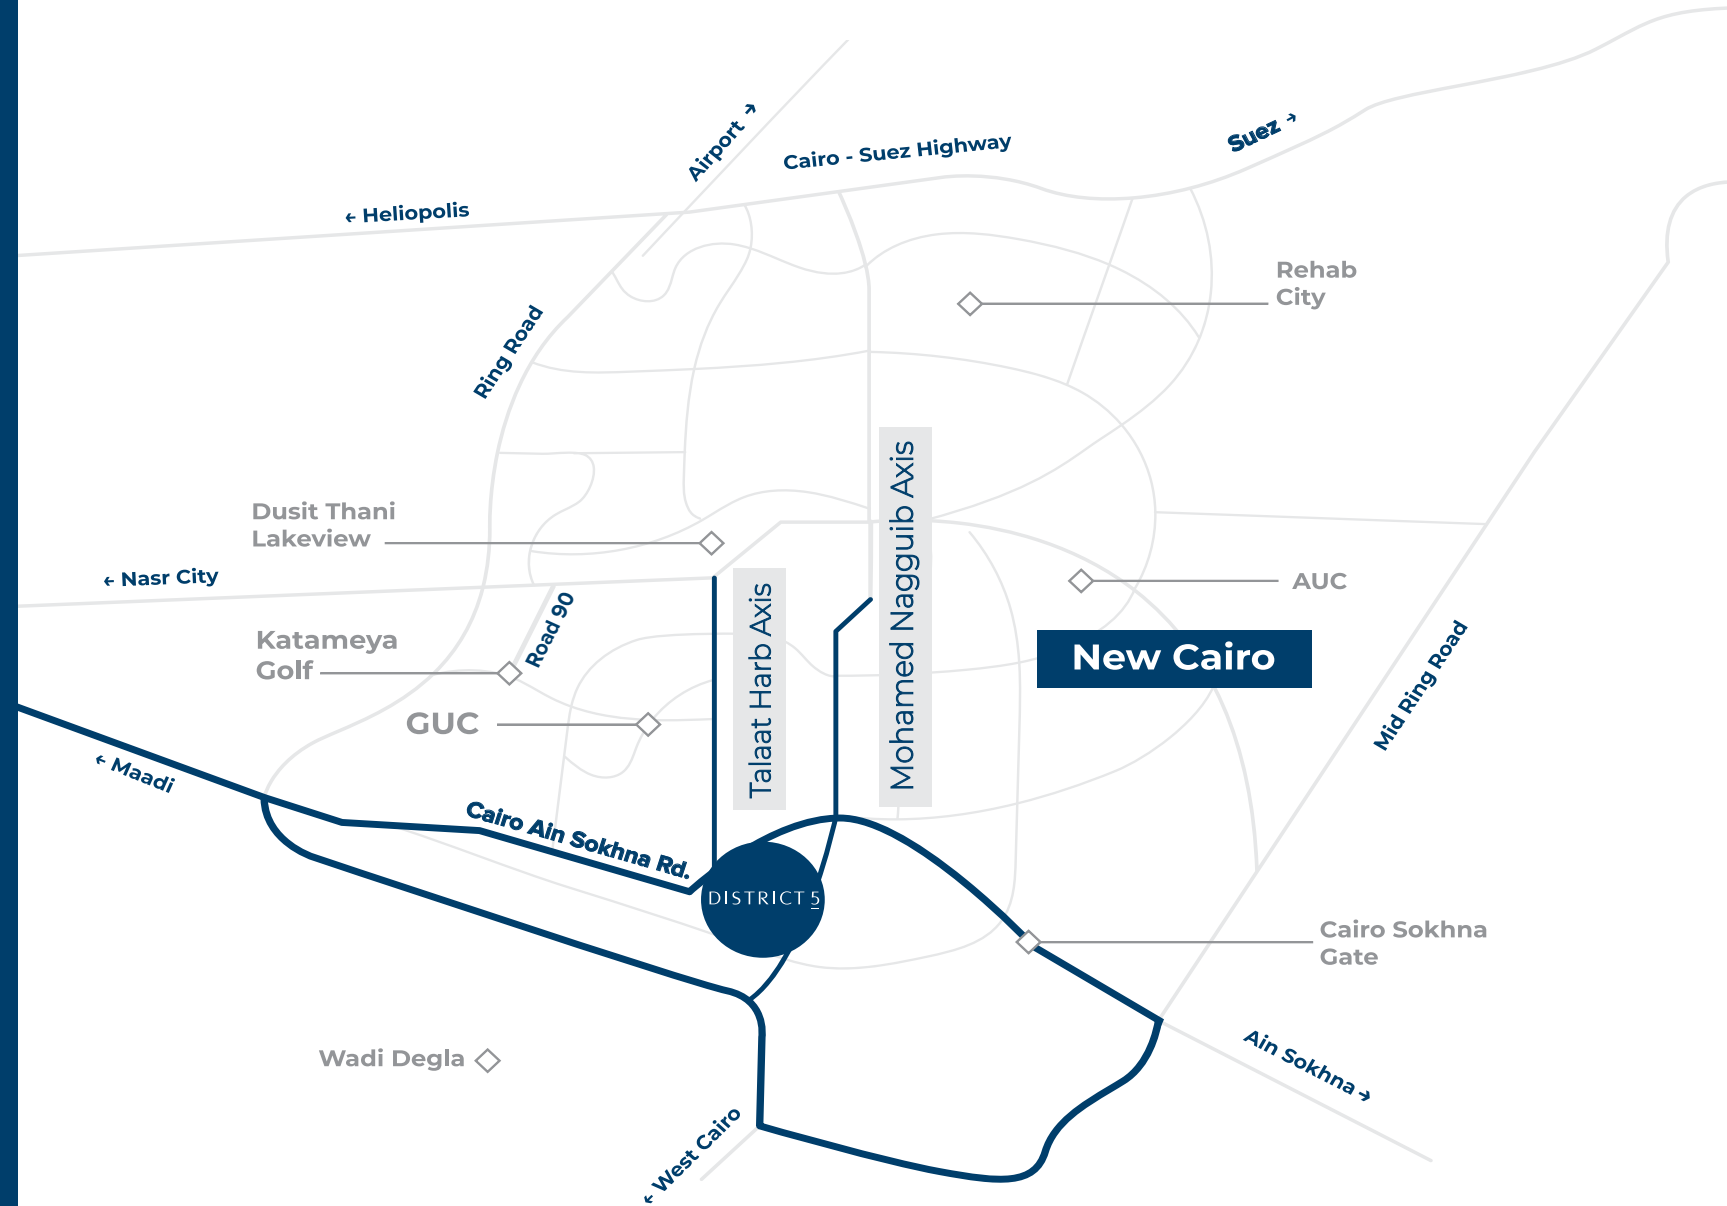 Airport →
Cairo - Suez Highway
Suez →
← Heliopolis
Rehab
City
Ring Road
Mohamed Nagguib Axis
Dusit Thani
Lakeview
← Nasr City
AUC
Talaat Harb Axis
Road 90
Katameya
Golf
New Cairo
Mid Ring Road
GUC
← Maadi
Cairo Ain Sokhna Rd.
DISTRICT 5
Cairo Sokhna
Gate
Wadi Degla
Ain Sokhna →
← West Cairo